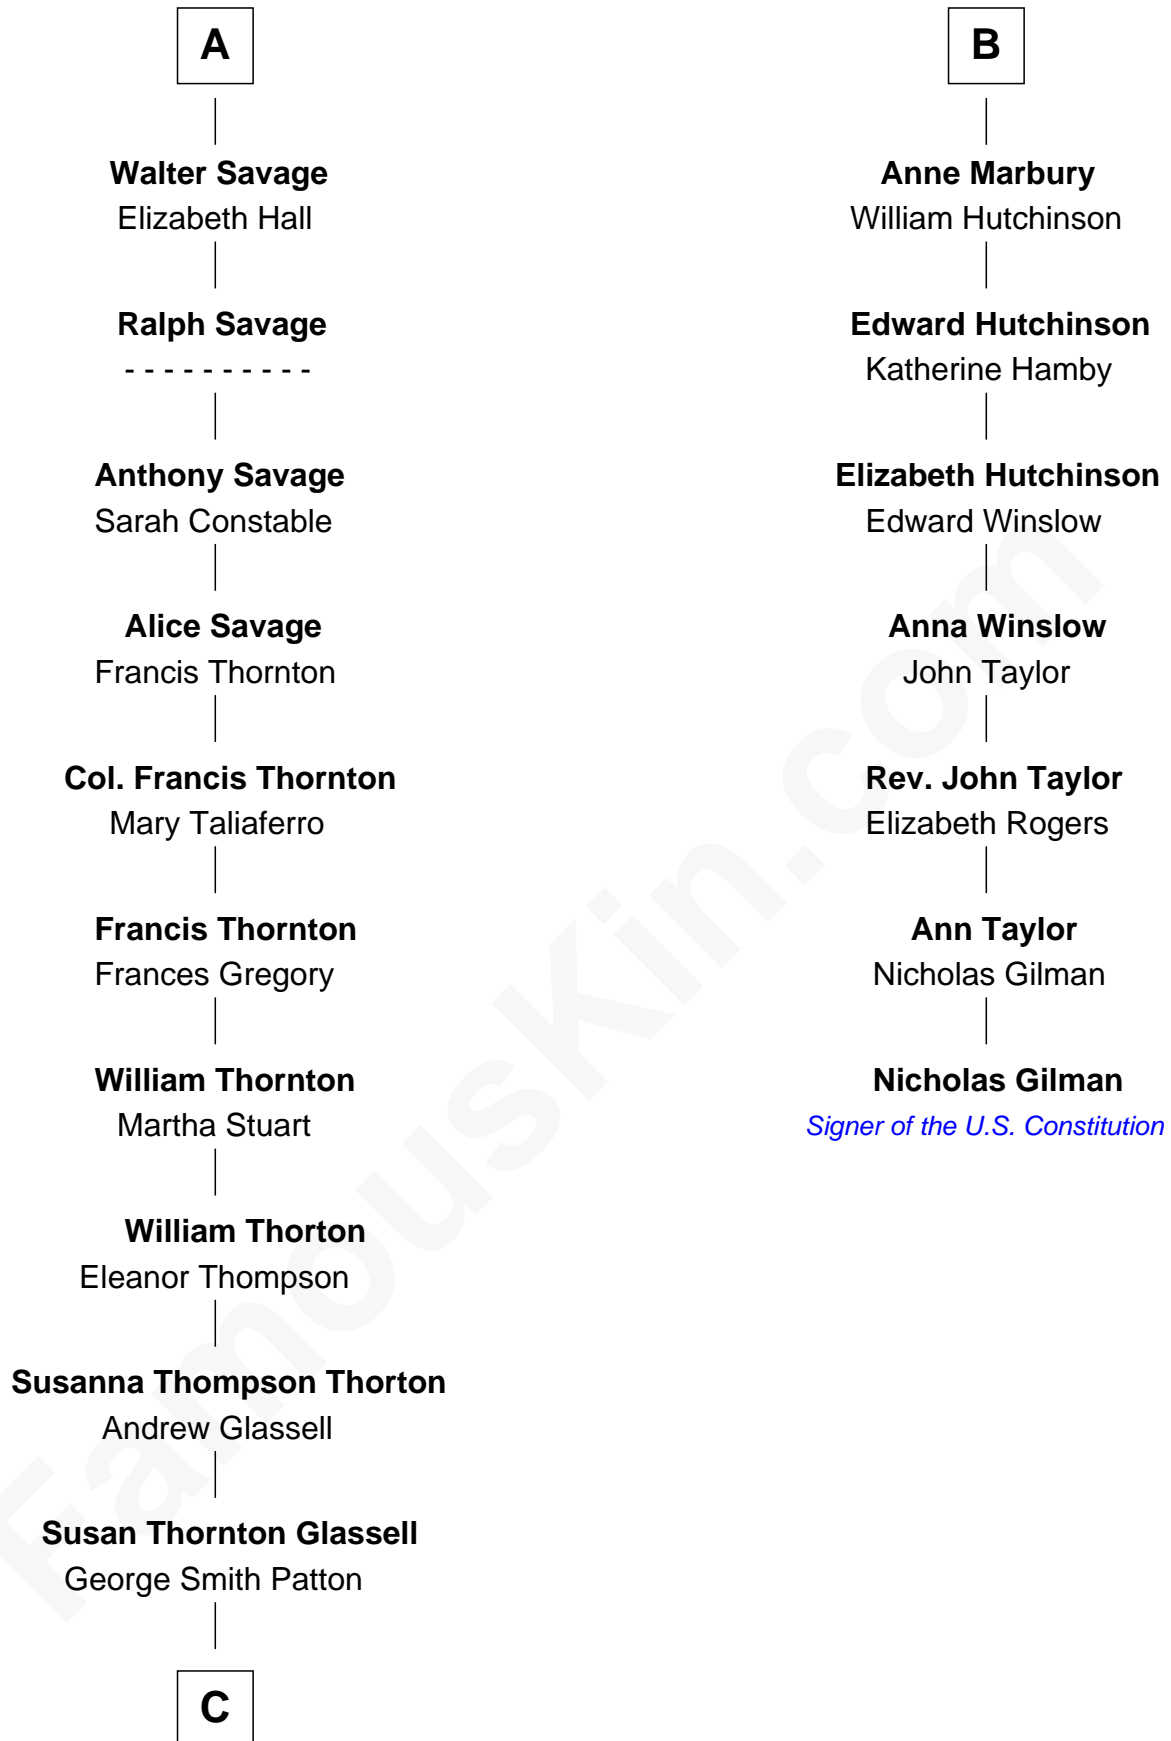 A
Walter Savage
Elizabeth Hall
Ralph Savage
- - - - - - - - - -
Anthony Savage
Sarah Constable
Alice Savage
Francis Thornton
Col. Francis Thornton
Mary Taliaferro
Francis Thornton
Frances Gregory
William Thornton
Martha Stuart
William Thorton
Eleanor Thompson
Susanna Thompson Thorton
Andrew Glassell
Susan Thornton Glassell
George Smith Patton
C
B
Anne Marbury
William Hutchinson
Edward Hutchinson
Katherine Hamby
Elizabeth Hutchinson
Edward Winslow
Anna Winslow
John Taylor
Rev. John Taylor
Elizabeth Rogers
Ann Taylor
Nicholas Gilman
Nicholas Gilman
Signer of the U.S. Constitution
FamousKin.com